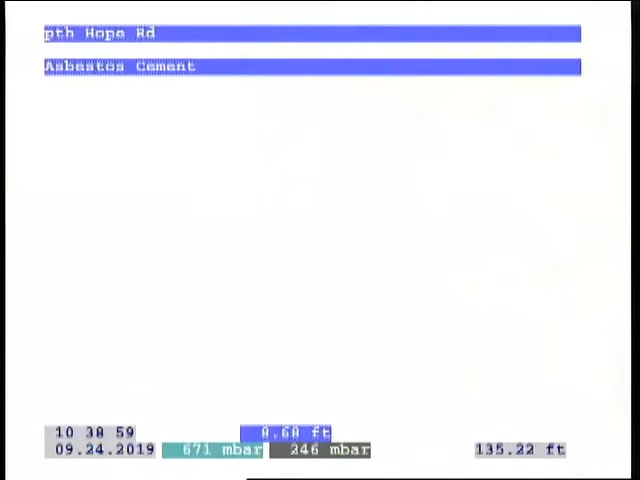 pth Hope Rd
Asbestos Cement
10 38 59
8.68 ft
09.24.2019 671 mbar 246 mbar 135.22 ft